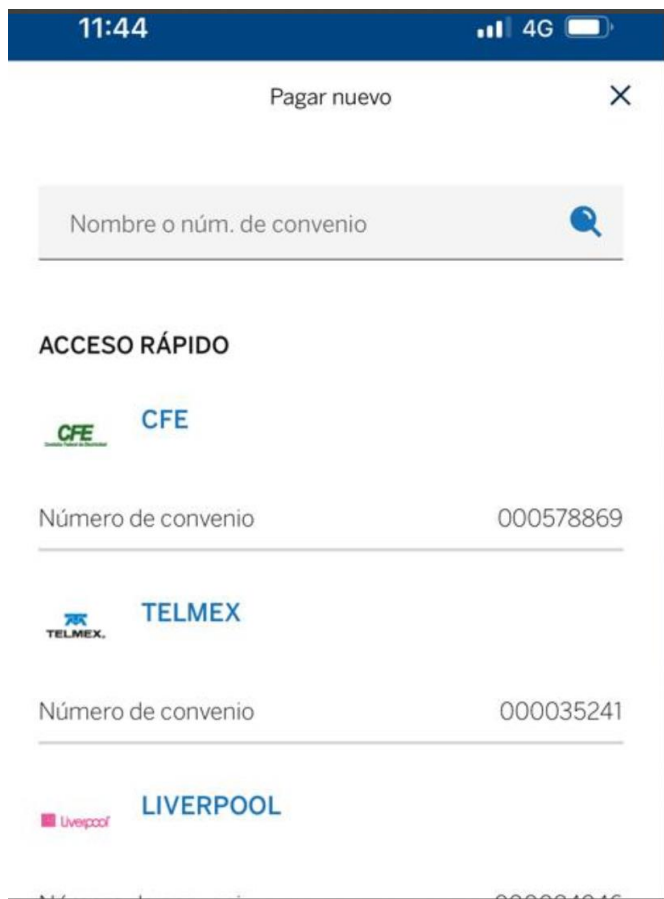 11:44 4G
Pagar nuevo
Nombre o núm. de convenio
ACCESO RÁPIDO
CFE CFE
Número de convenio 000578869
TELMEX
TELMEX.
Número de convenio 000035241
LIVERPOOL
Liverpool